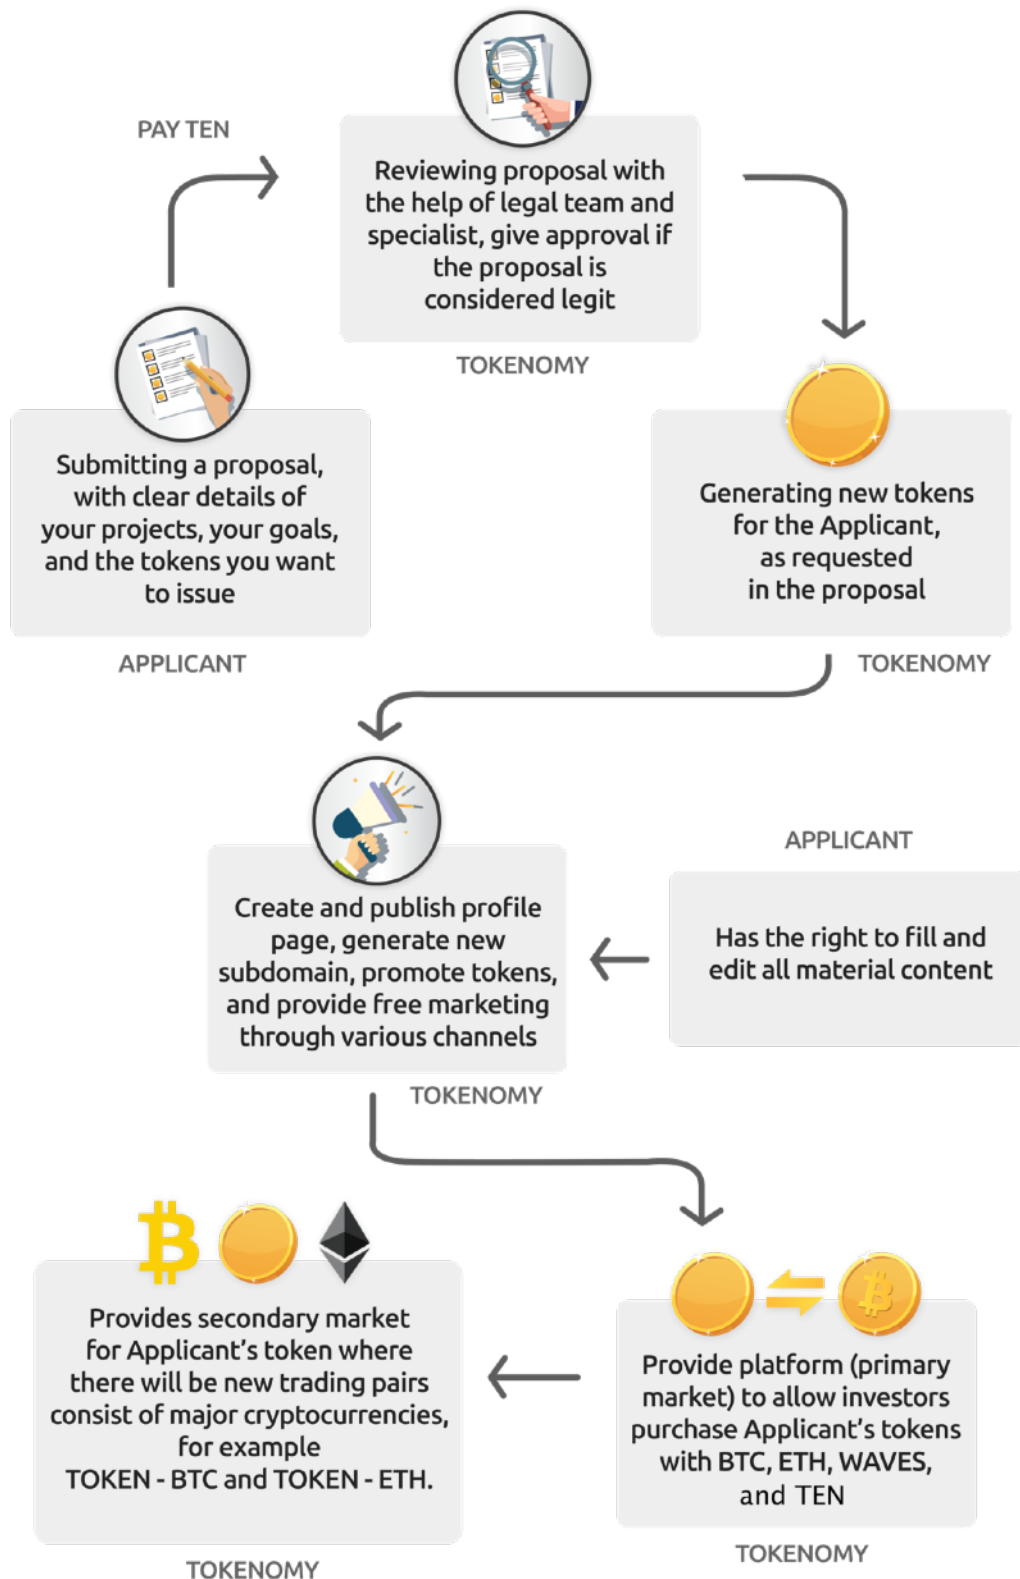 PAY TEN
Reviewing proposal with
the help of legal team and
specialist, give approval if
the proposal is
considered legit
TOKENOMY
Submitting a proposal,
with clear details of
your projects, your goals,
and the tokens you want
to issue
APPLICANT
Generating new tokens
for the Applicant,
as requested
in the proposal
TOKENOMY
Create and publish profile
page, generate new
subdomain, promote tokens,
and provide free marketing
through various channels
TOKENOMY
APPLICANT
Has the right to fill and
edit all material content
Provide platform (primary
market) to allow investors
purchase Applicant's tokens
with BTC, ETH, WAVES,
and TEN
TOKENOMY
Provides secondary market
for Applicant's token where
there will be new trading pairs
consist of major cryptocurrencies,
for example
TOKEN - BTC and TOKEN - ETH.
TOKENOMY